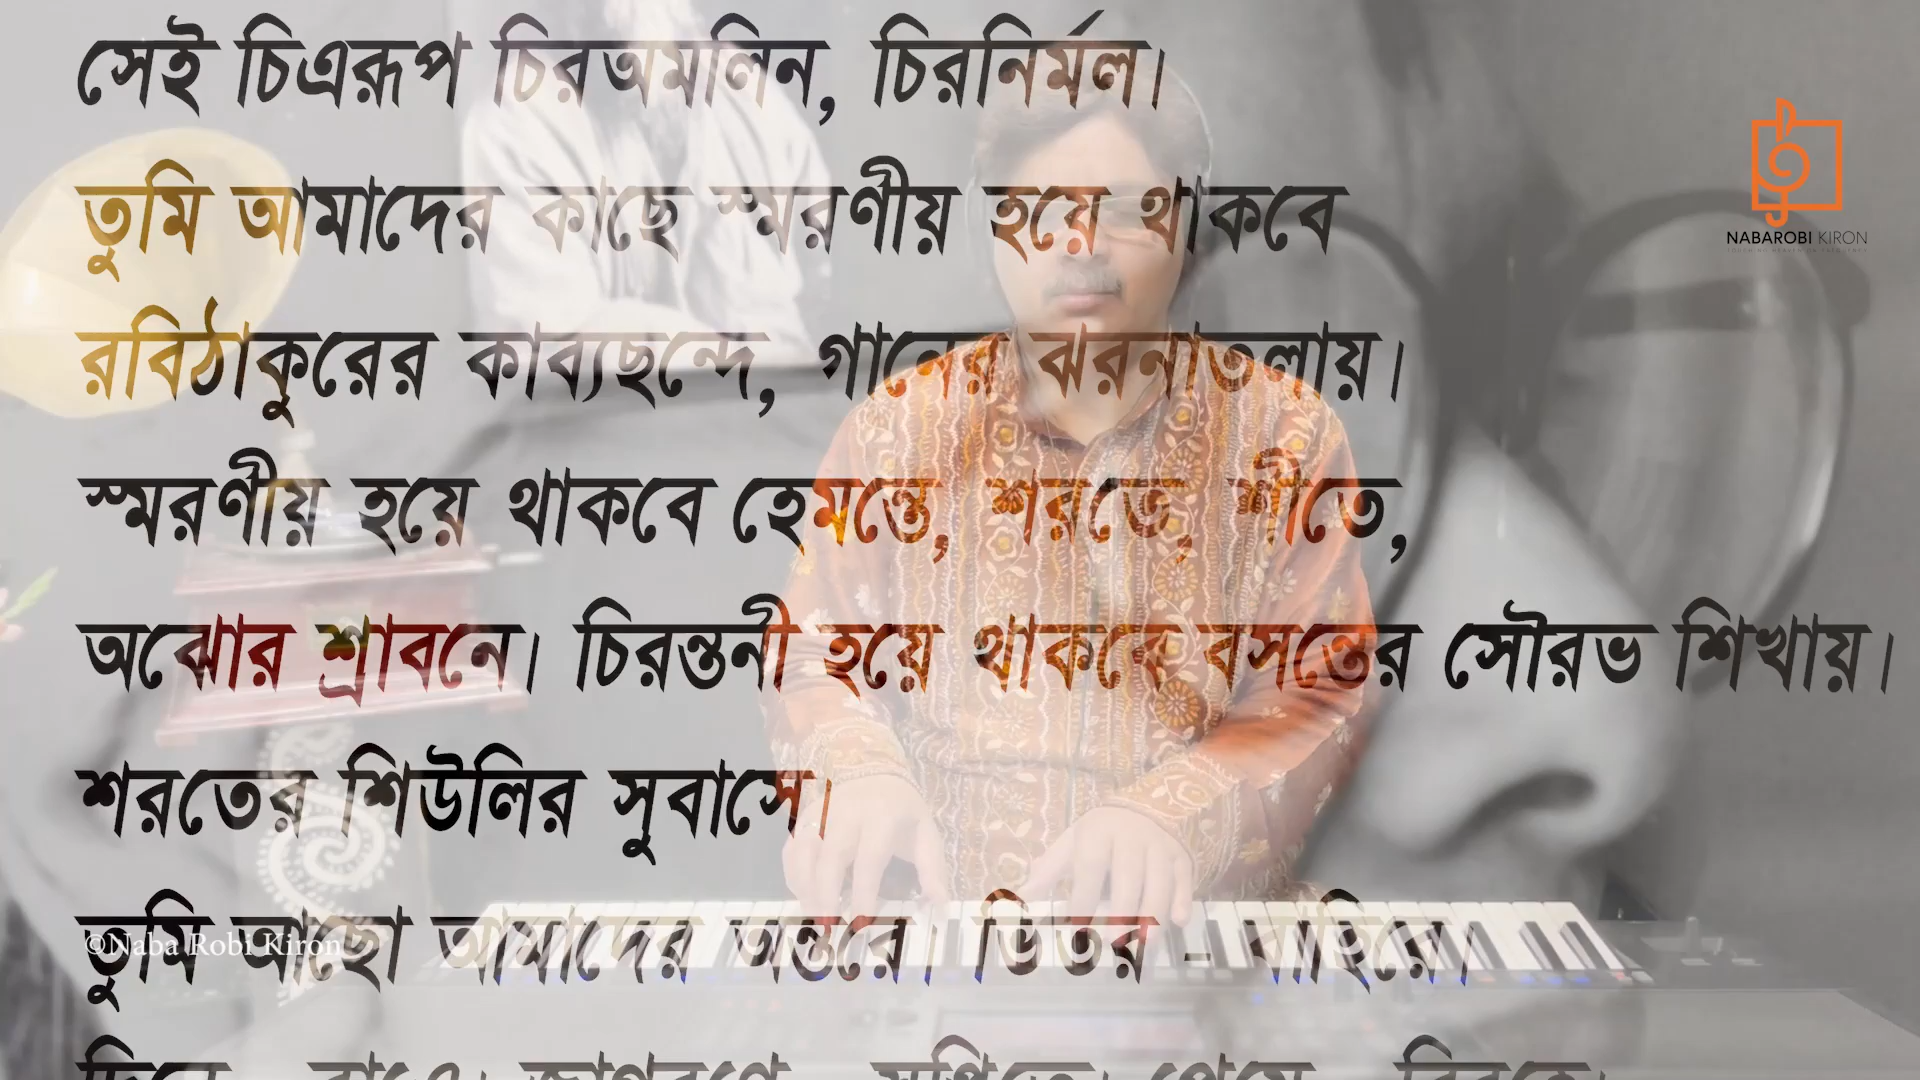 সেই চিএরূপ চিরঅমলিন, চিরনির্মল।
তুমি আমাদের কাছে স্মরণীয় হয়ে থাকবে
রবিঠাকুরের কাব্যছন্দে, গানের ঝরনাতলায়।
স্মরণীয় হয়ে থাকবে হেমন্তে, শরতে, শীতে,
অঝোর শ্রাবনে। চিরন্তনী হয়ে থাকবে বসন্তের সৌরভ শিখায়।
শরতের শিউলির সুবাসে।
তুমি আছো আমাদের অন্তরে। ভিতর - বাহিরে।
NABAROBI KIRON
©Naba Robi Kiron